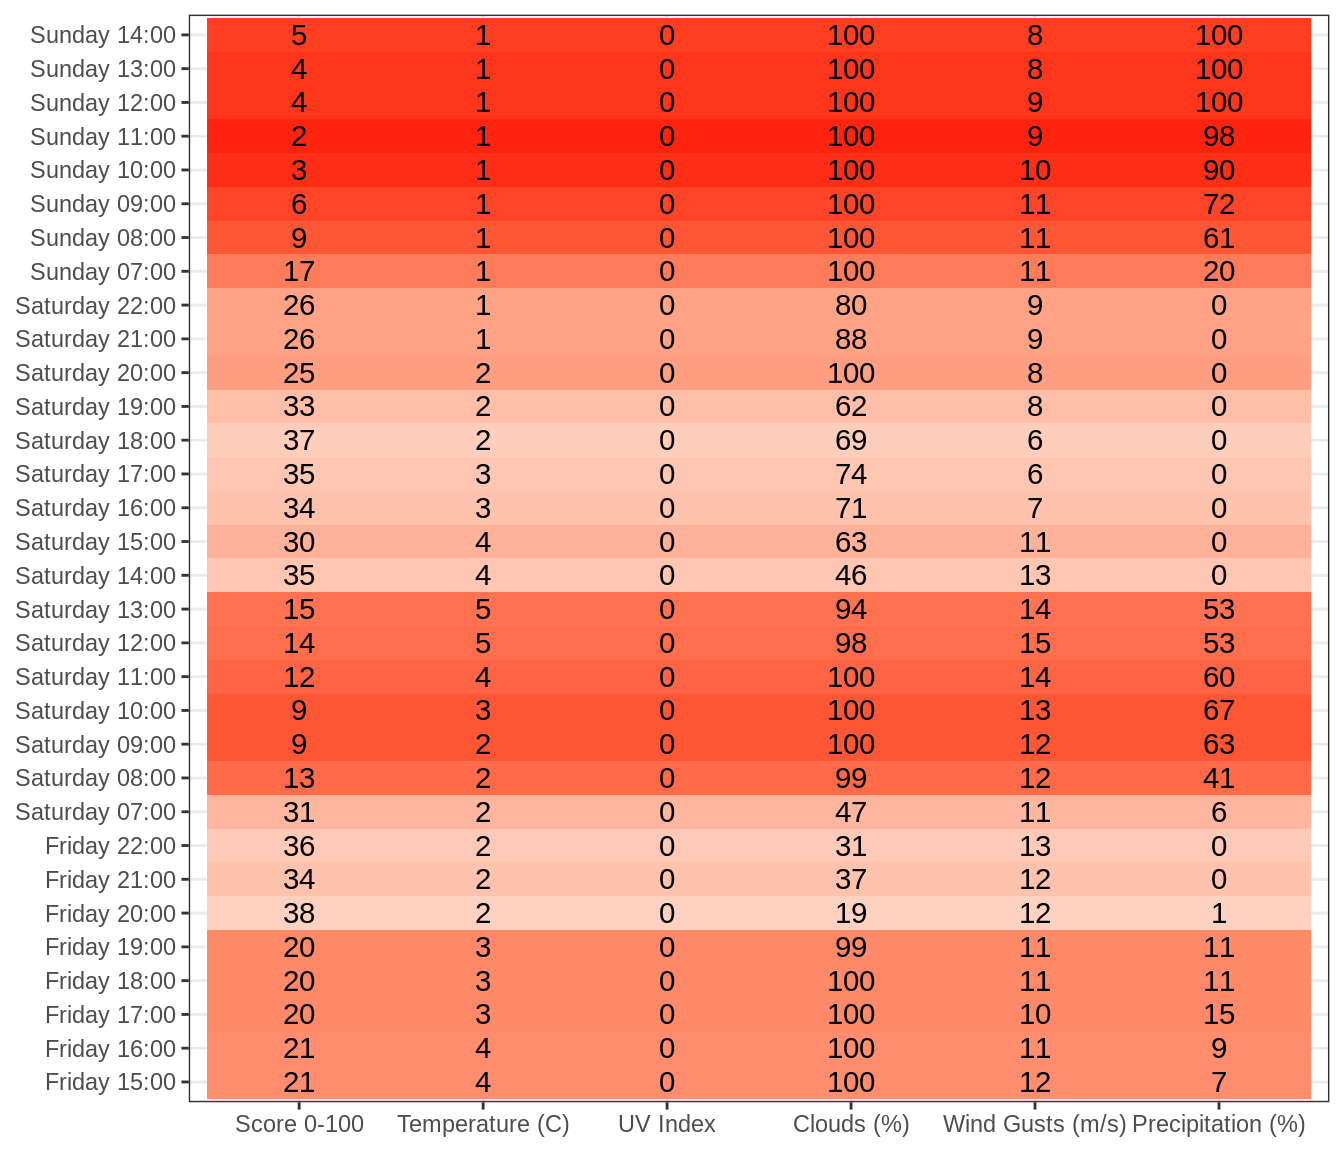 Sunday 14:00 5 1 0 100 8 100
Sunday 13:00 4 1 0 100 8 100
Sunday 12:00 4 1 0 100 9 100
Sunday 11:00 2 1 0 100 9 98
Sunday 10:00 3 1 0 100 10 90
Sunday 09:00 6 1 0 100 11 72
Sunday 08:00 9 1 0 100 11 61
Sunday 07:00 17 1 0 100 11 20
Saturday 22:00 26 1 0 80 9 0
Saturday 21:00 26 1 0 88 9 0
Saturday 20:00 25 2 0 100 8 0
Saturday 19:00 33 2 0 62 8 0
Saturday 18:00 37 2 0 69 6 0
Saturday 17:00 35 3 0 74 6 0
Saturday 16:00 34 3 0 71 7 0
Saturday 15:00 30 4 0 63 11 0
Saturday 14:00 35 4 0 46 13 0
Saturday 13:00 15 5 0 94 14 53
Saturday 12:00 14 5 0 98 15 53
Saturday 11:00 12 4 0 100 14 60
Saturday 10:00 9 3 0 100 13 67
Saturday 09:00 9 2 0 100 12 63
Saturday 08:00 13 2 0 99 12 41
Saturday 07:00 31 2 0 47 11 6
Friday 22:00 36 2 0 31 13 0
Friday 21:00 34 2 0 37 12 0
Friday 20:00 38 2 0 19 12 1
Friday 19:00 20 3 0 99 11 11
Friday 18:00 20 3 0 100 11 11
Friday 17:00 20 3 0 100 10 15
Friday 16:00 21 4 0 100 11 9
Friday 15:00 21 4 0 100 12 7
Score 0-100 Temperature (C) UV Index Clouds (%) Wind Gusts (m/s) Precipitation (%)